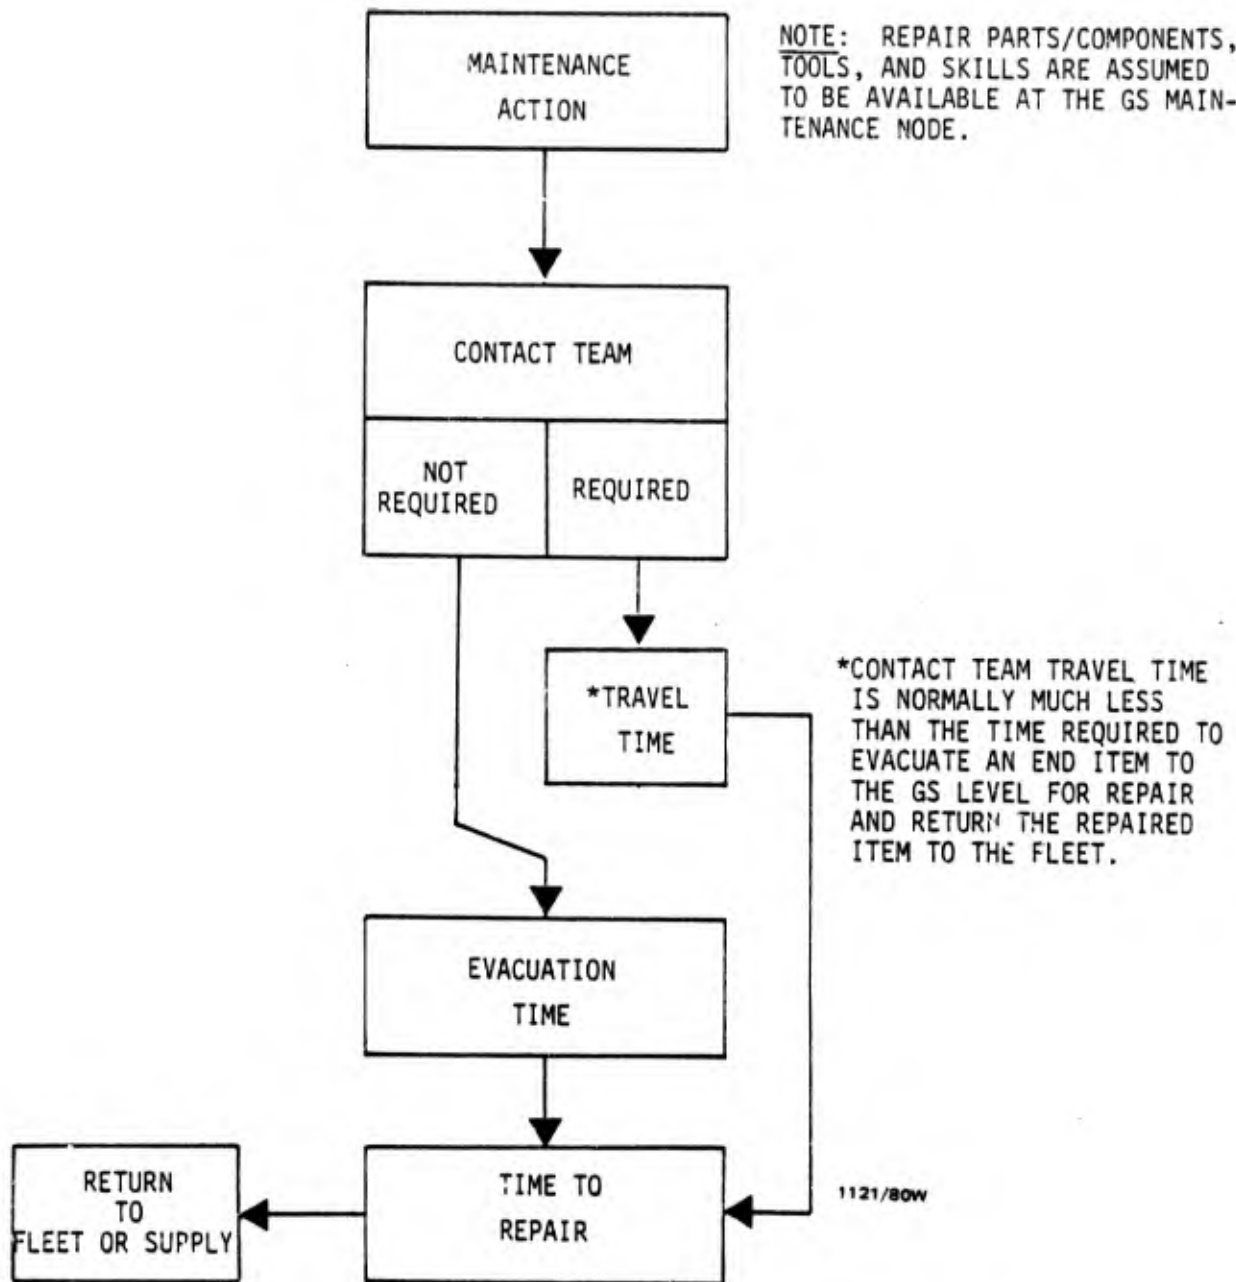 MAINTENANCE
ACTION
NOTE: REPAIR PARTS/COMPONENTS,
TOOLS, AND SKILLS ARE ASSUMED
TO BE AVAILABLE AT THE GS MAIN-
TENANCE NODE.
CONTACT TEAM
NOT
REQUIRED
REQUIRED
*TRAVEL
TIME
*CONTACT TEAM TRAVEL TIME
IS NORMALLY MUCH LESS
THAN THE TIME REQUIRED TO
EVACUATE AN END ITEM TO
THE GS LEVEL FOR REPAIR
AND RETURN THE REPAIRED
ITEM TO THE FLEET.
EVACUATION
TIME
TIME TO
REPAIR
RETURN
TO
FLEET OR SUPPLY
1121/80W